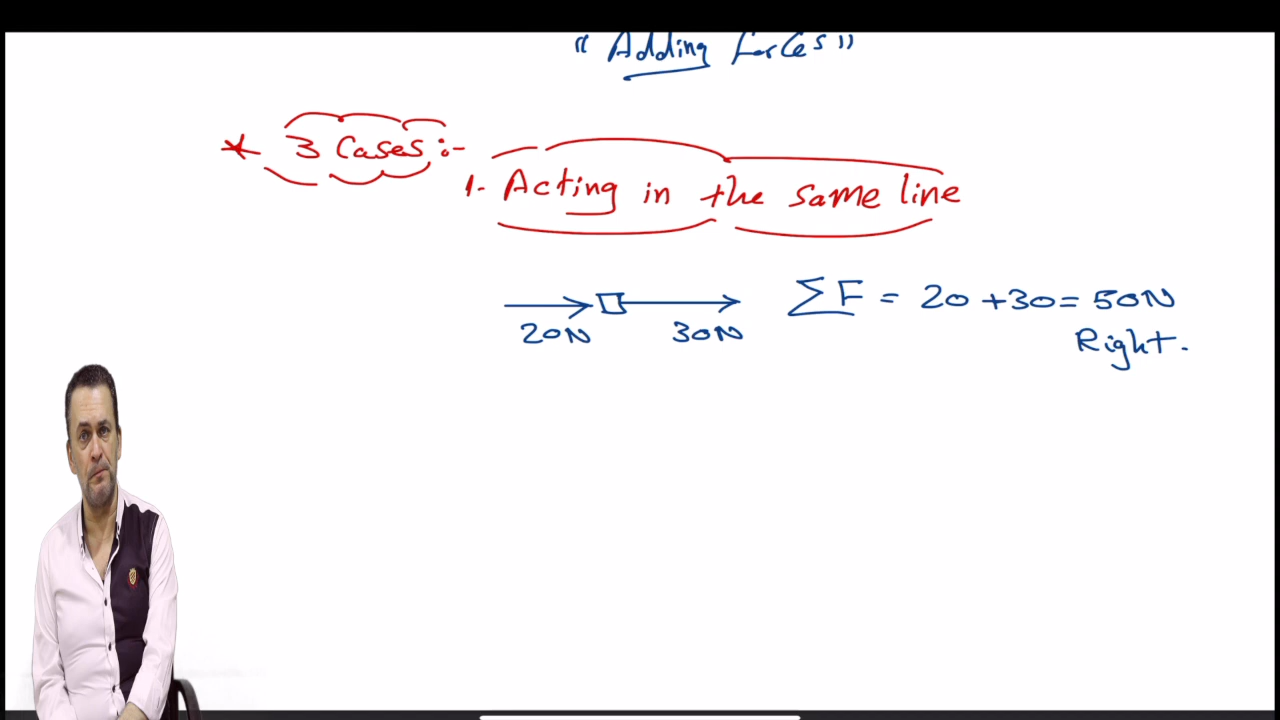 “Adding forces”
* 3 Cases :-
1. Acting in the same line
ΣF = 20 +30 = 50N
20N 30N
Right.